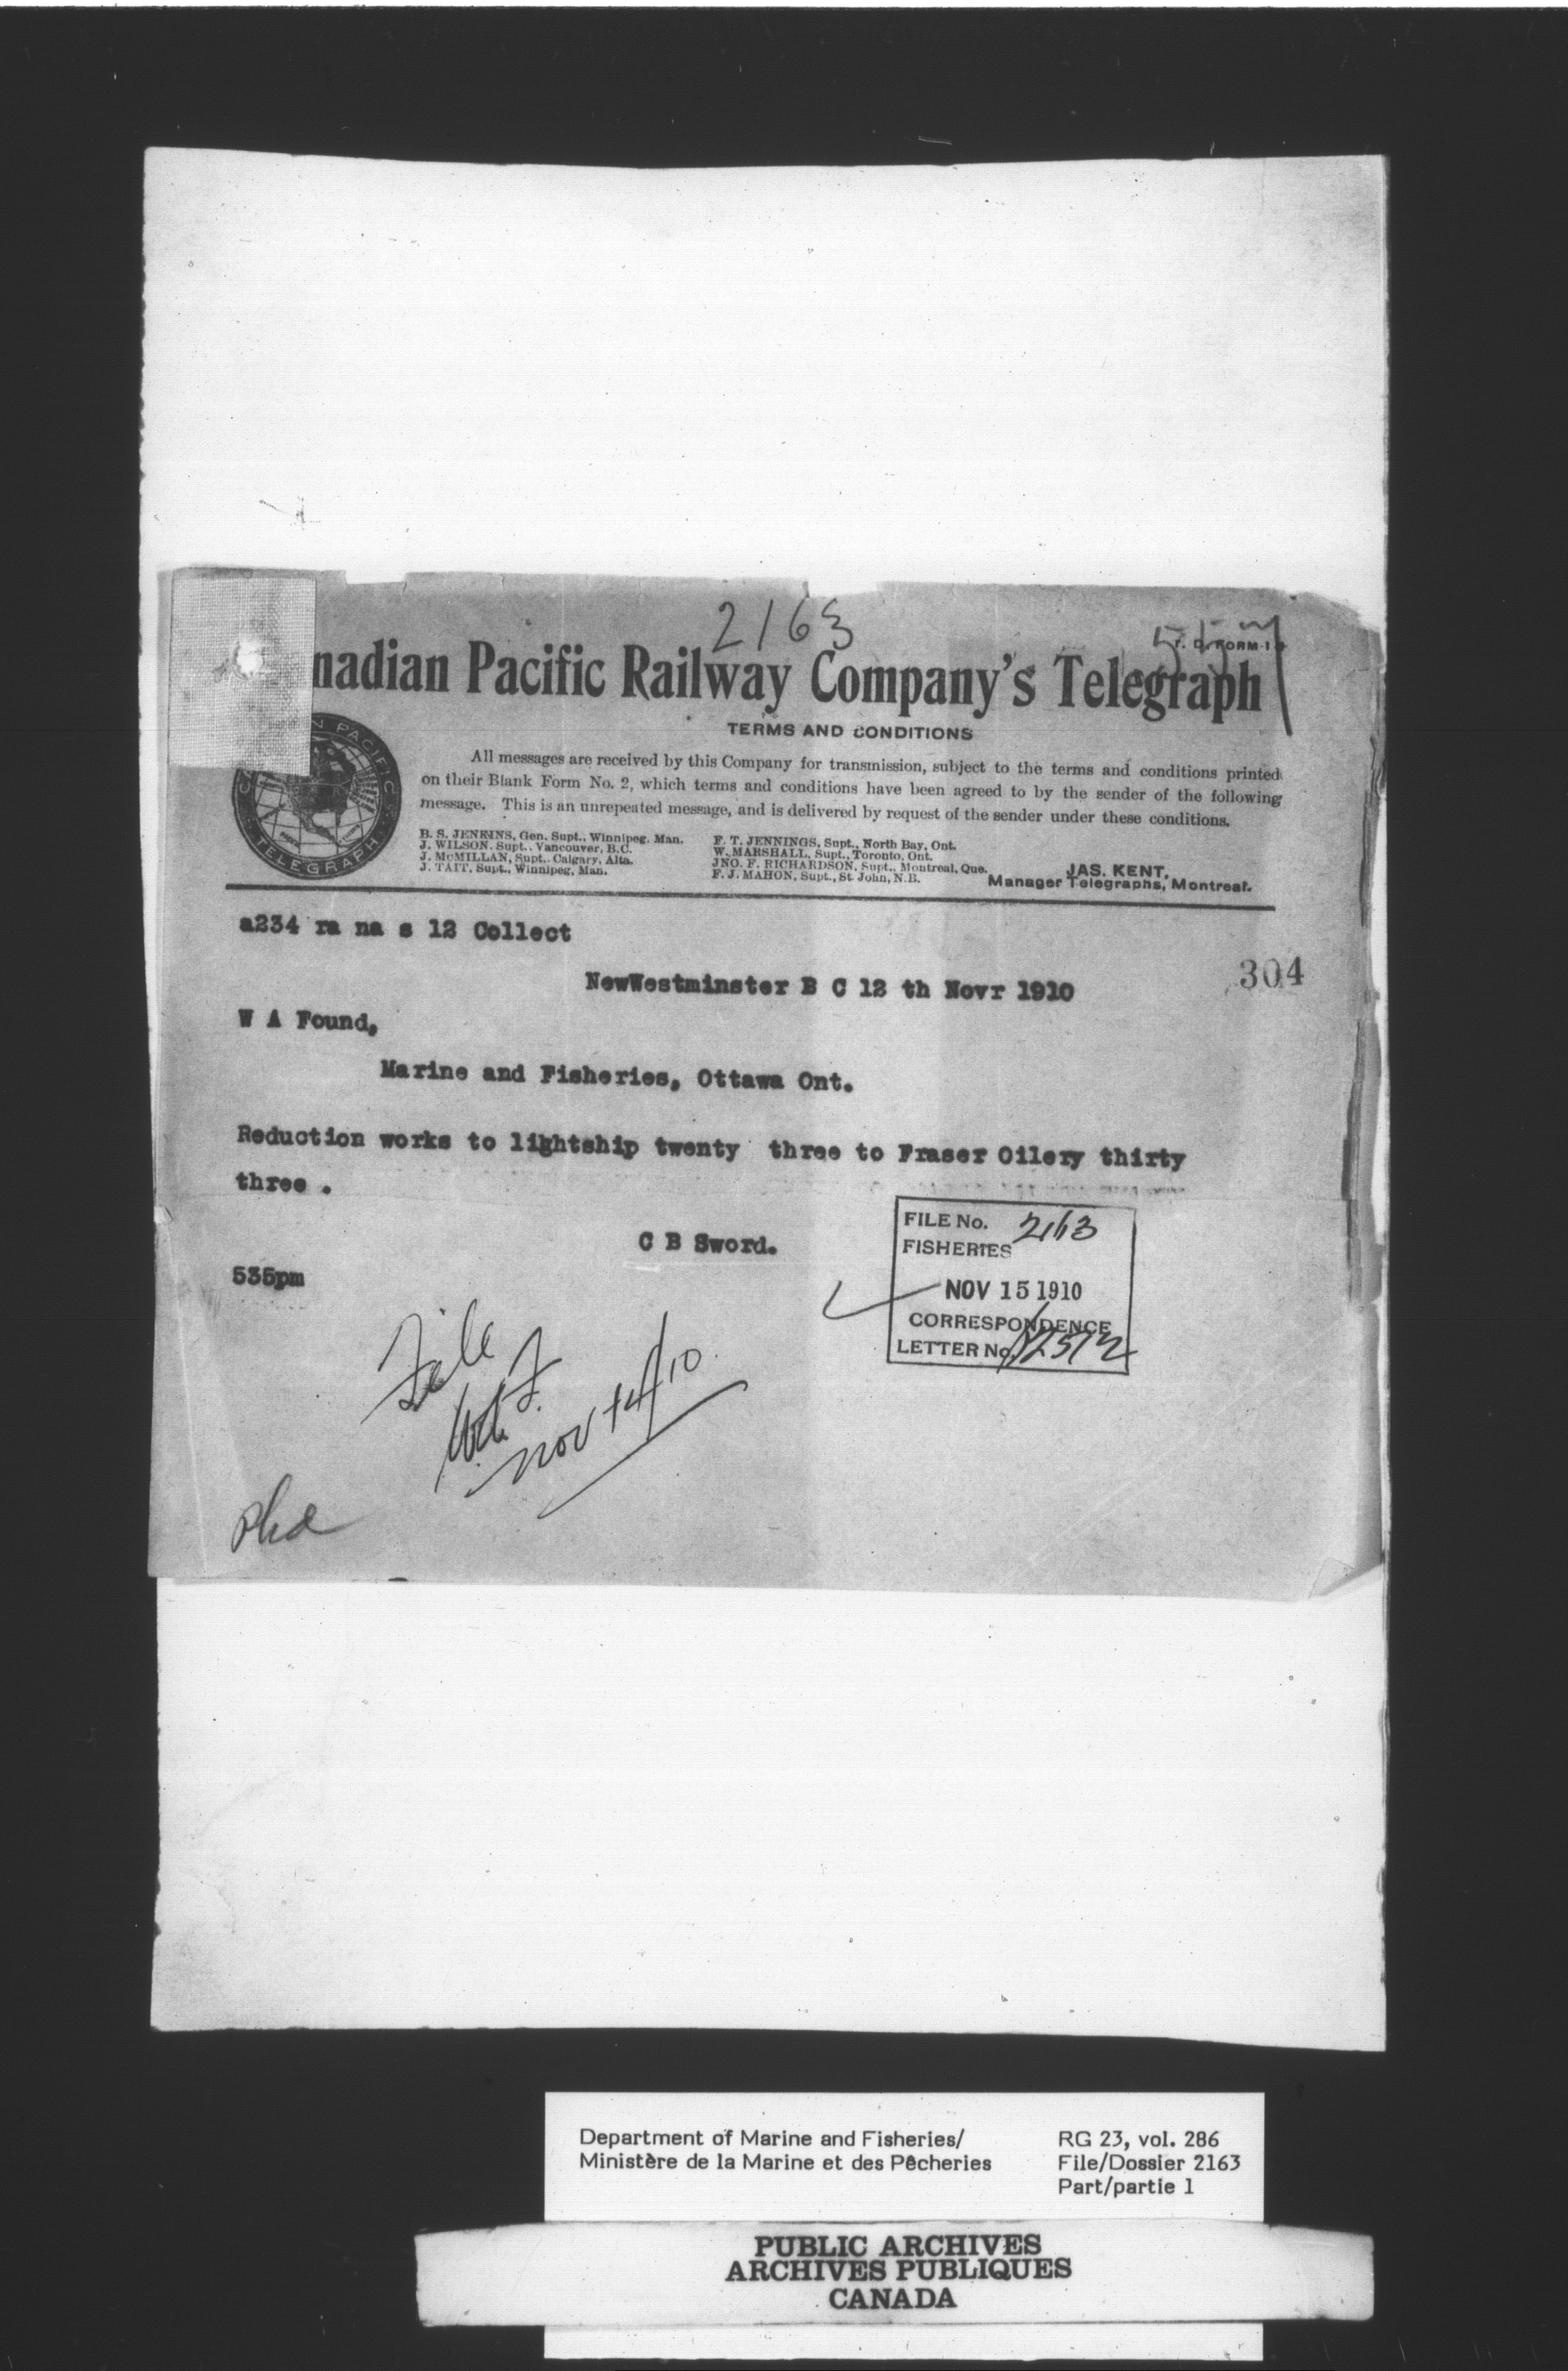 2163
T. D. FORM 1
nadian Pacific Railway Company's Telegraph
TERMS AND CONDITIONS
All messages are received by this Company for transmission, subject to the terms and conditions printed
on their Blank Form No. 2, which terms and conditions have been agreed to by the sender of the following
message. This is an unrepeated message, and is delivered by request of the sender under these conditions.
N PACIFIC
TELEGRAPH
B. S. JENKINS, Gen. Supt., Winnipeg, Man.
J. WILSON, Supt., Vancouver, B.C.
J. McMILLAN, Supt., Calgary, Alta.
J. TAIT, Supt., Winnipeg, Man.
F. T. JENNINGS, Supt., North Bay, Ont.
W. MARSHALL, Supt., Toronto, Ont.
JNO. F. RICHARDSON, Supt., Montreal, Que.
F. J. MAHON, Supt., St. John, N.B.
JAS. KENT,
Manager Telegraphs, Montreal.
a234 ra na s 12 Collect
304
NewWestminster B C 12 th Novr 1910
W A Found,
Marine and Fisheries, Ottawa Ont.
Reduction works to lightship twenty three to Fraser Oilery thirty
three .
C B Sword.
535pm
FILE No. 2163
FISHERIES
NOV 15 1910
CORRESPONDENCE
LETTER No.
File
W.A.F.
Nov 14/10
Department of Marine and Fisheries/
Ministère de la Marine et des Pêcheries
RG 23, vol. 286
File/Dossier 2163
Part/partie 1
PUBLIC ARCHIVES
ARCHIVES PUBLIQUES
CANADA